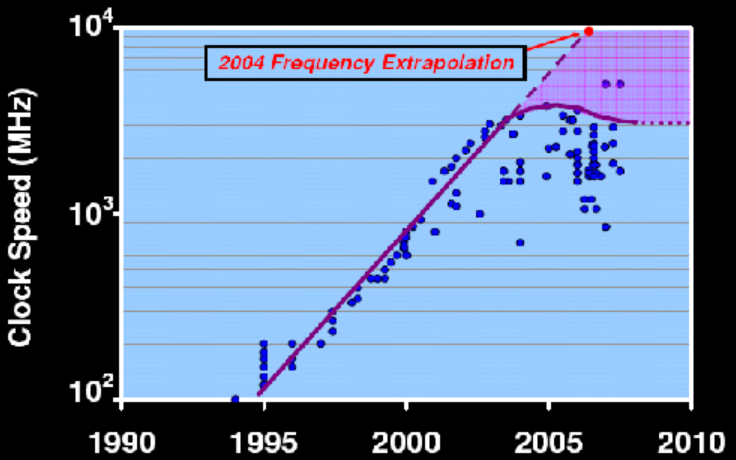 10⁴
2004 Frequency Extrapolation
Clock Speed (MHz)
10³
10²
1990 1995 2000 2005 2010